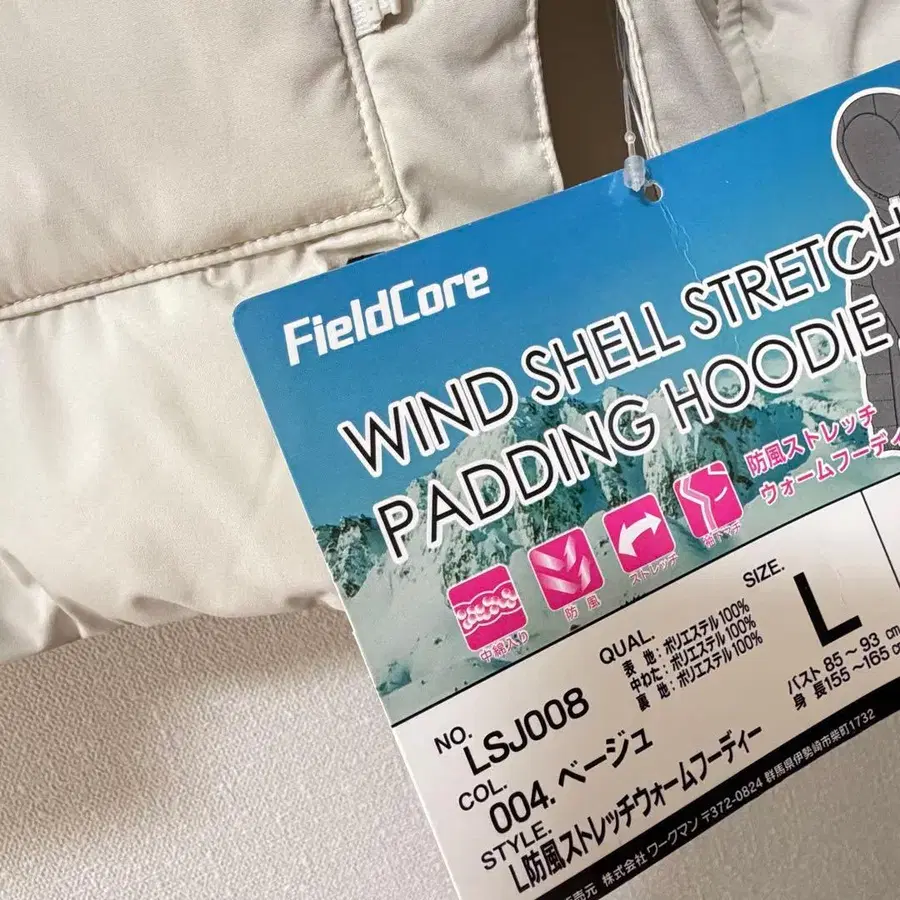 FieldCore
WIND SHELL STRETCH
PADDING HOODIE
防風ストレッチ
ウォームフーディ
中綿入り
防風
ストレッチ
QUAL.
表地:ポリエステル100%
中わた:ポリエステル100%
裏地:ポリエステル100%
SIZE.
L
バスト85~93cm
身長155~165
NO.
LSJ008
COL.
004.ベージュ
STYLE.
L防風ストレッチウォームフーディー
売元 株式会社ワークマン 〒372-0824 群馬県伊勢崎市柴町1732